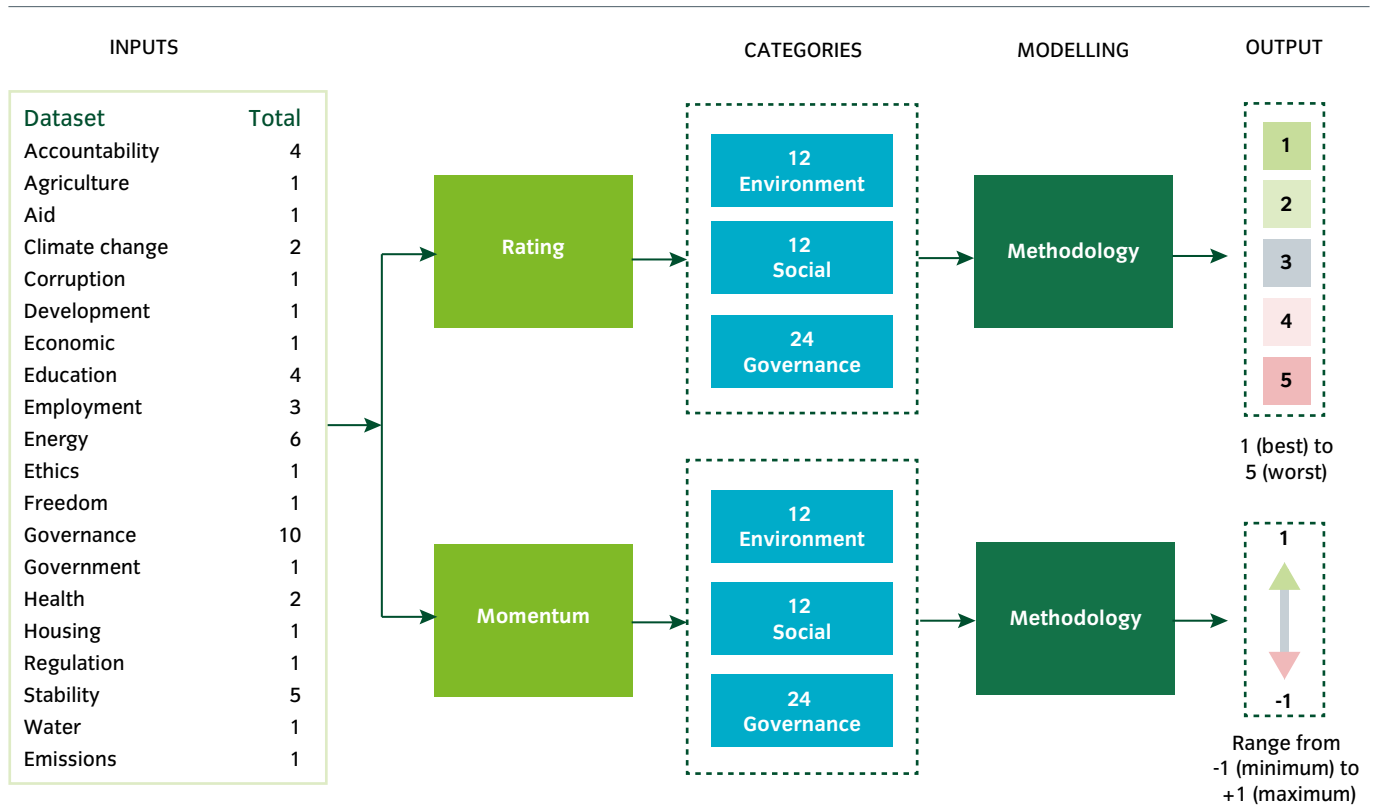 INPUTS
CATEGORIES
MODELLING
OUTPUT
Dataset Total
Accountability 4
Agriculture 1
Aid 1
Climate change 2
Corruption 1
Development 1
Economic 1
Education 4
Employment 3
Energy 6
Ethics 1
Freedom 1
Governance 10
Government 1
Health 2
Housing 1
Regulation 1
Stability 5
Water 1
Emissions 1
Rating
12
Environment
12
Social
24
Governance
Methodology
1
2
3
4
5
1 (best) to
5 (worst)
Momentum
12
Environment
12
Social
24
Governance
Methodology
1
-1
Range from
-1 (minimum) to
+1 (maximum)